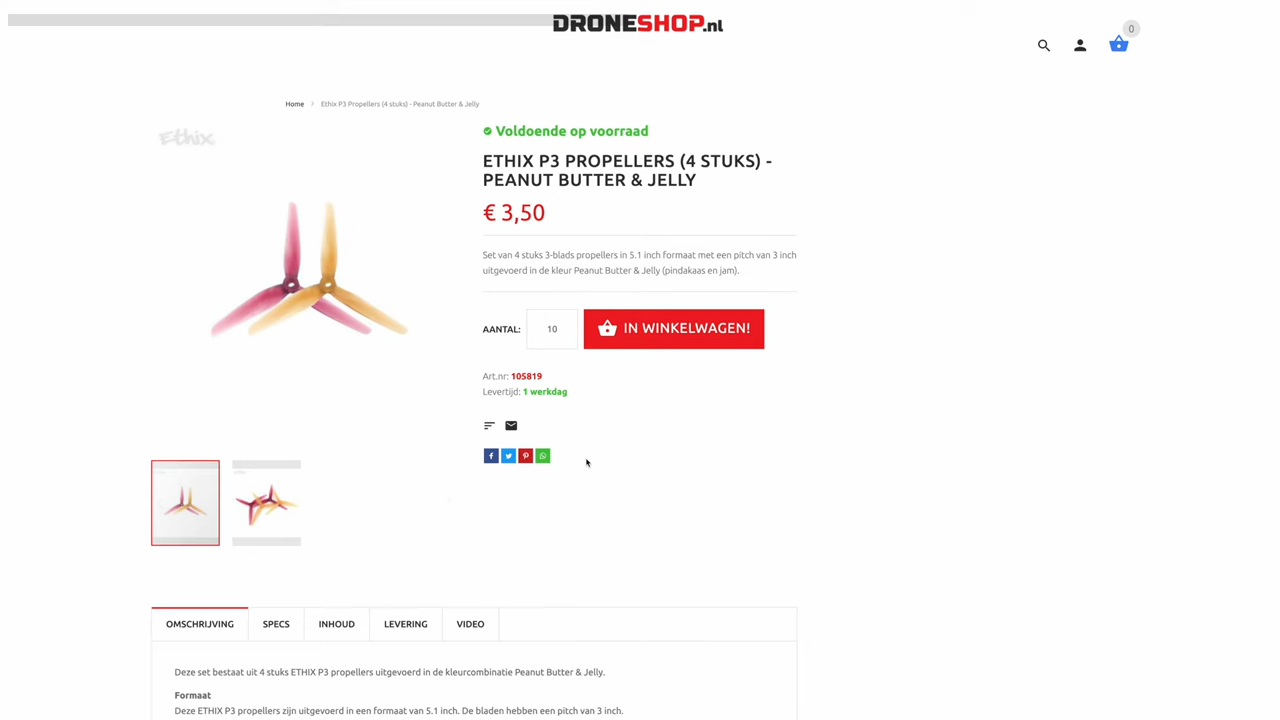 DRONESHOP.nl
0
Home > Ethix P3 Propellers (4 stuks) - Peanut Butter & Jelly
Ethix
Voldoende op voorraad
ETHIX P3 PROPELLERS (4 STUKS) -
PEANUT BUTTER & JELLY
€ 3,50
Set van 4 stuks 3-blads propellers in 5.1 inch formaat met een pitch van 3 inch
uitgevoerd in de kleur Peanut Butter & Jelly (pindakaas en jam).
AANTAL: 10 IN WINKELWAGEN!
Art.nr: 105819
Levertijd: 1 werkdag
OMSCHRIJVING SPECS INHOUD LEVERING VIDEO
Deze set bestaat uit 4 stuks ETHIX P3 propellers uitgevoerd in de kleurcombinatie Peanut Butter & Jelly.
Formaat
Deze ETHIX P3 propellers zijn uitgevoerd in een formaat van 5.1 inch. De bladen hebben een pitch van 3 inch.